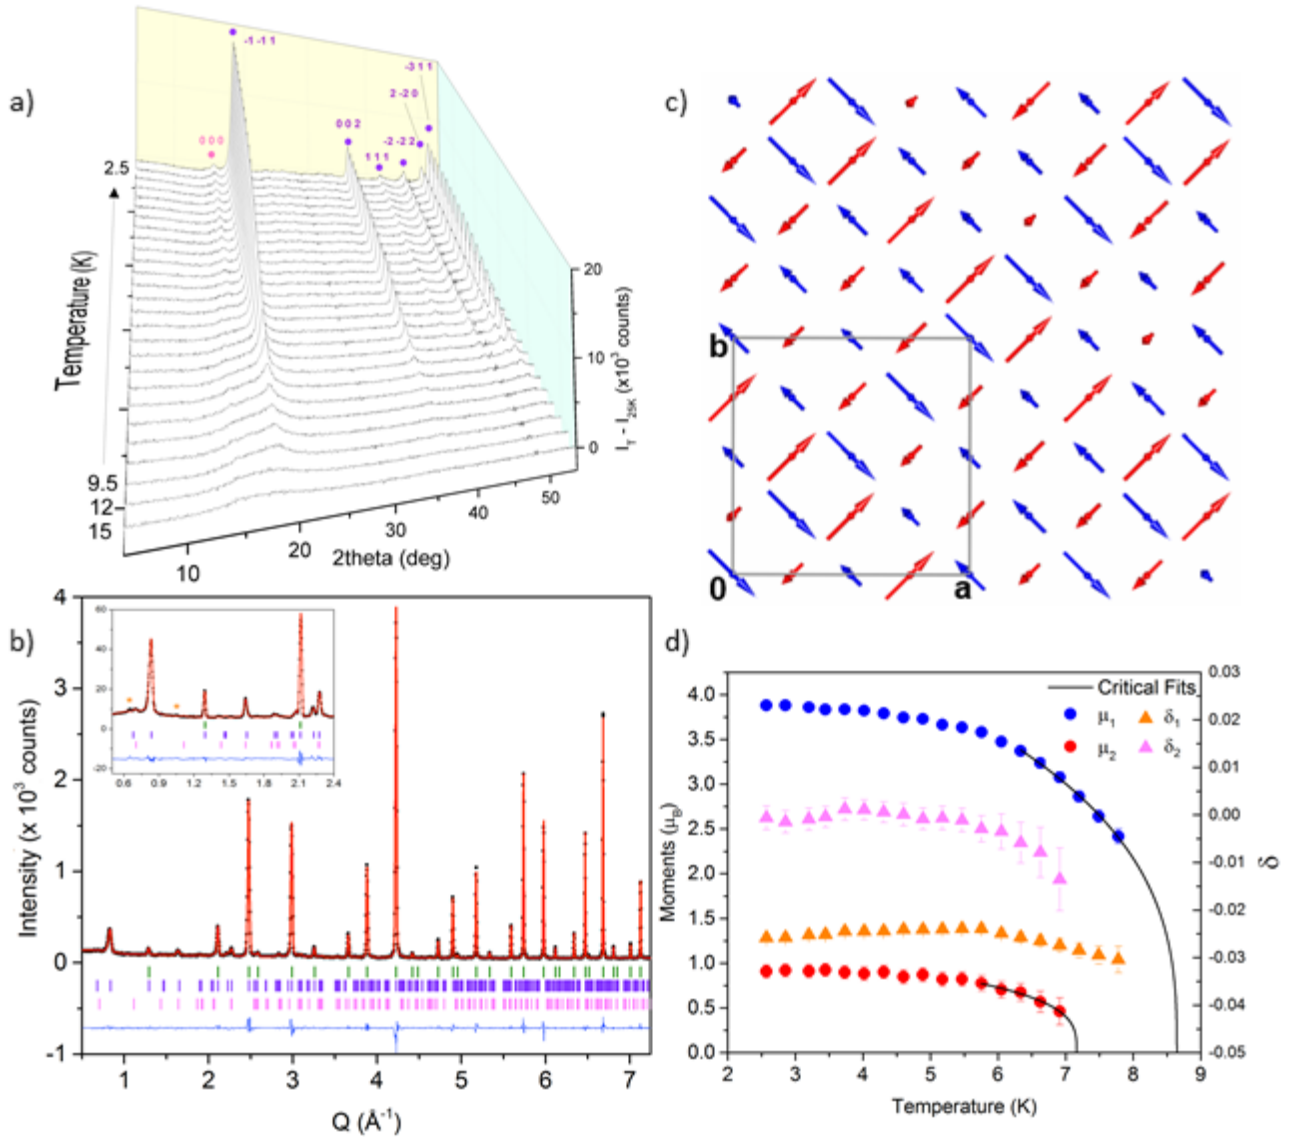 a)
-1 -1 1
-3 1 1
2 -2 0
0 0 0
0 0 2
1 1 1
-2 -2 2
2.5
9.5
12
15
Temperature (K)
10
20
30
40
50
2theta (deg)
20
10
0
I_T - I_25K (x10³ counts)
b)
4
3
2
1
0
-1
Intensity (x 10³ counts)
60
40
20
0
-20
0.6 0.9 1.2 1.5 1.8 2.1 2.4
1 2 3 4 5 6 7
Q (Å⁻¹)
c)
b
0
a
d)
4.0
3.5
3.0
2.5
2.0
1.5
1.0
0.5
0.0
Moments (μ_B)
Critical Fits
μ₁ δ₁
μ₂ δ₂
0.03
0.02
0.01
0.00
-0.01
-0.02
-0.03
-0.04
-0.05
δ
2 3 4 5 6 7 8 9
Temperature (K)